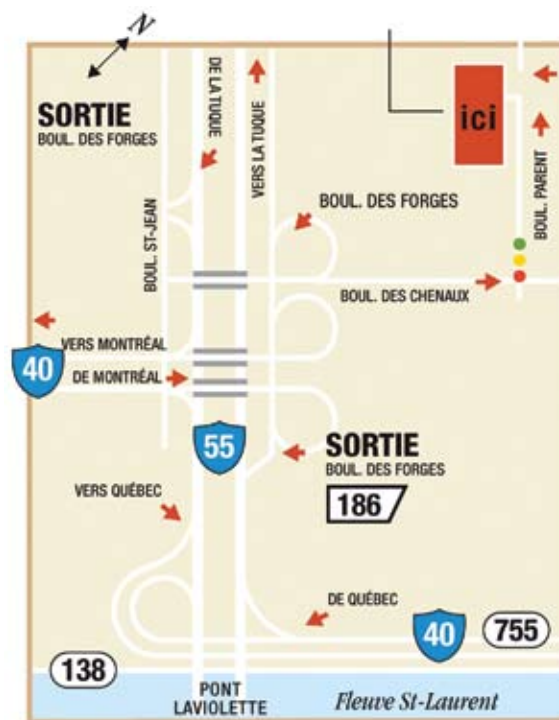 N
SORTIE
BOUL. DES FORGES
DE LA TUQUE
VERS LA TUQUE
ici
BOUL. PARENT
BOUL. ST-JEAN
BOUL. DES FORGES
BOUL. DES CHENAUX
VERS MONTRÉAL
40
DE MONTRÉAL
55
SORTIE
BOUL. DES FORGES
186
VERS QUÉBEC
DE QUÉBEC
40
755
138
PONT
LAVIOLETTE
Fleuve St-Laurent